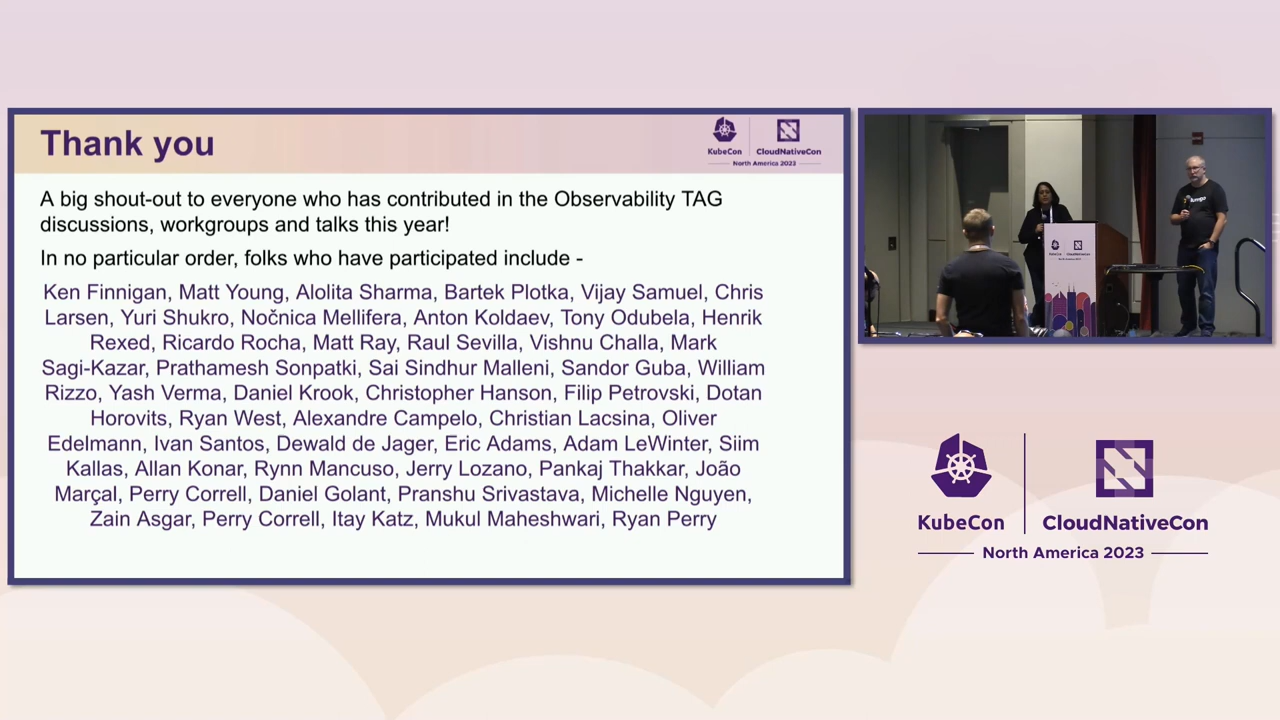 Thank you
KubeCon
CloudNativeCon
North America 2023
A big shout-out to everyone who has contributed in the Observability TAG
discussions, workgroups and talks this year!
In no particular order, folks who have participated include -
Ken Finnigan, Matt Young, Alolita Sharma, Bartek Plotka, Vijay Samuel, Chris
Larsen, Yuri Shukro, Nočnica Mellifera, Anton Koldaev, Tony Odubela, Henrik
Rexed, Ricardo Rocha, Matt Ray, Raul Sevilla, Vishnu Challa, Mark
Sagi-Kazar, Prathamesh Sonpatki, Sai Sindhur Malleni, Sandor Guba, William
Rizzo, Yash Verma, Daniel Krook, Christopher Hanson, Filip Petrovski, Dotan
Horovits, Ryan West, Alexandre Campelo, Christian Lacsina, Oliver
Edelmann, Ivan Santos, Dewald de Jager, Eric Adams, Adam LeWinter, Siim
Kallas, Allan Konar, Rynn Mancuso, Jerry Lozano, Pankaj Thakkar, João
Marçal, Perry Correll, Daniel Golant, Pranshu Srivastava, Michelle Nguyen,
Zain Asgar, Perry Correll, Itay Katz, Mukul Maheshwari, Ryan Perry
KubeCon
CloudNativeCon
North America 2023